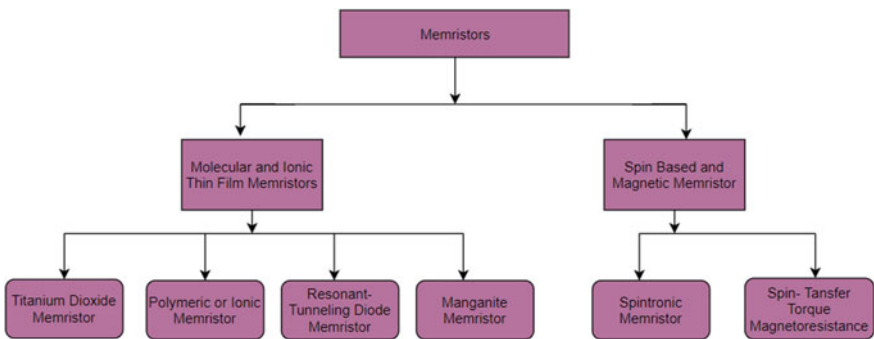 Memristors
Molecular and Ionic
Thin Film Memristors
Spin Based and
Magnetic Memristor
Titanium Dioxide
Memristor
Polymeric or Ionic
Memristor
Resonant-
Tunneling Diode
Memristor
Manganite
Memristor
Spintronic
Memristor
Spin- Tansfer
Torque
Magnetoresistance